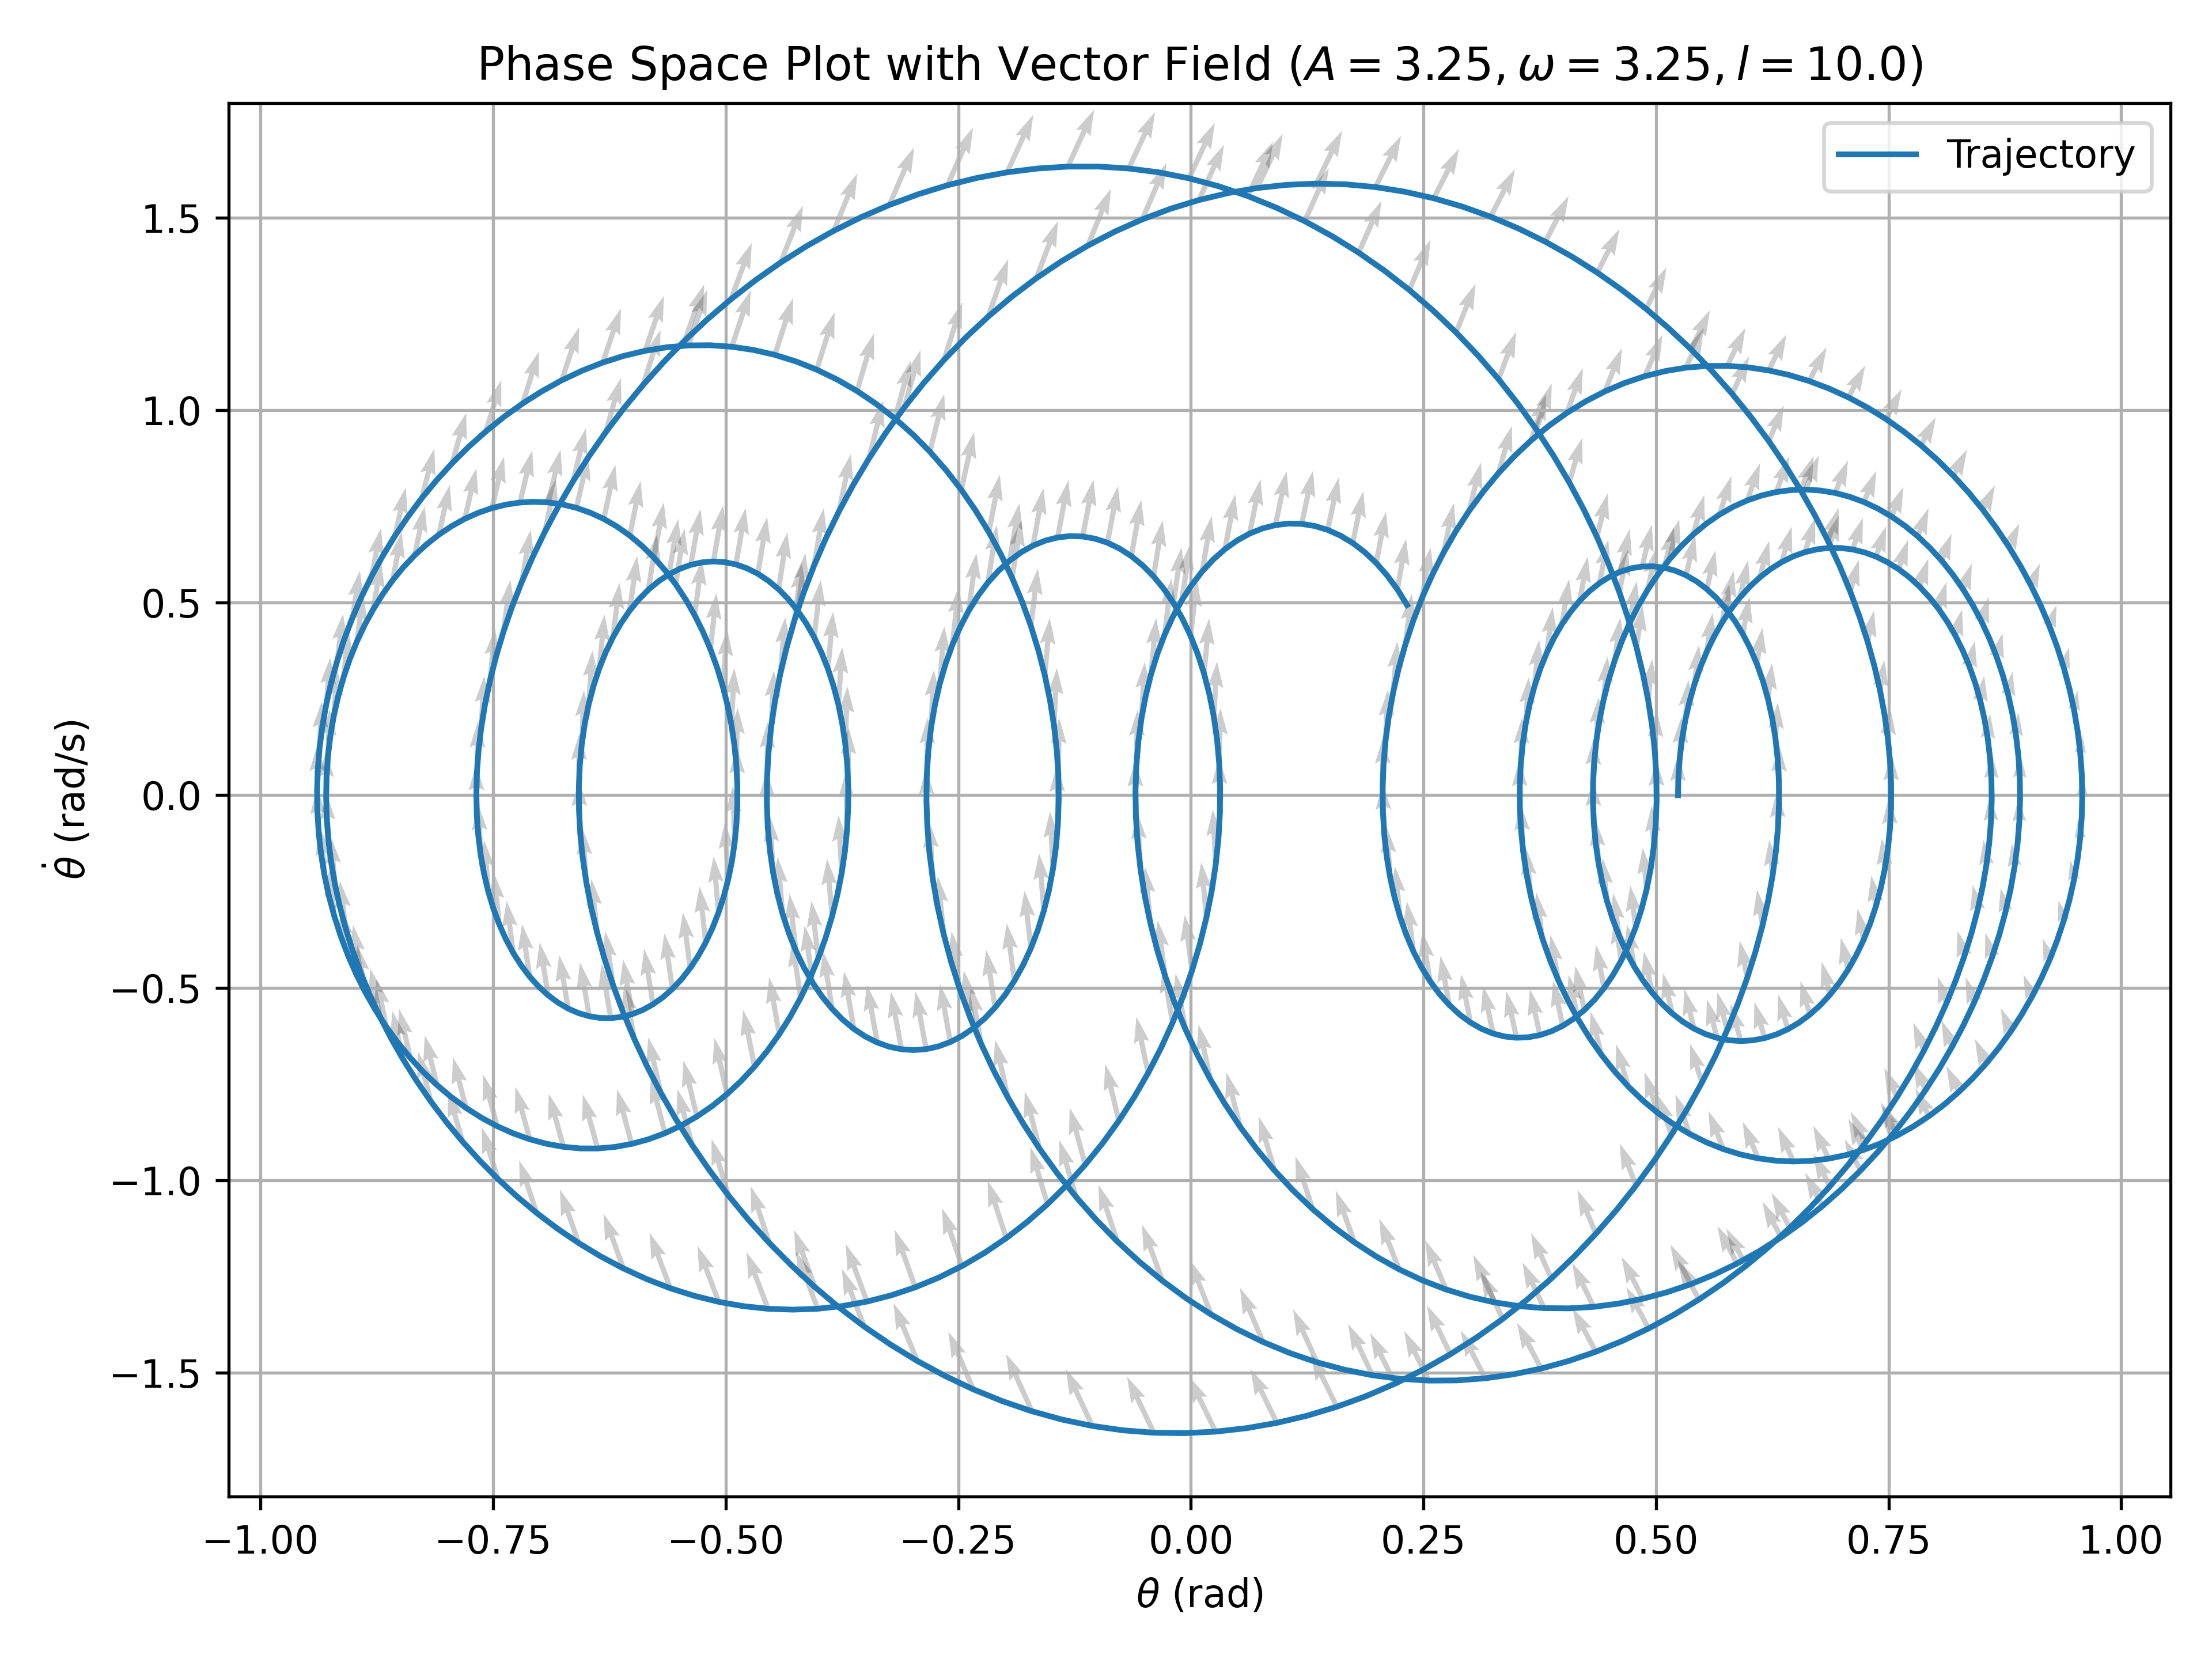 Phase Space Plot with Vector Field (A = 3.25, ω = 3.25, l = 10.0)
Trajectory
1.5
1.0
0.5
0.0
−0.5
−1.0
−1.5
θ̇ (rad/s)
−1.00 −0.75 −0.50 −0.25 0.00 0.25 0.50 0.75 1.00
θ (rad)